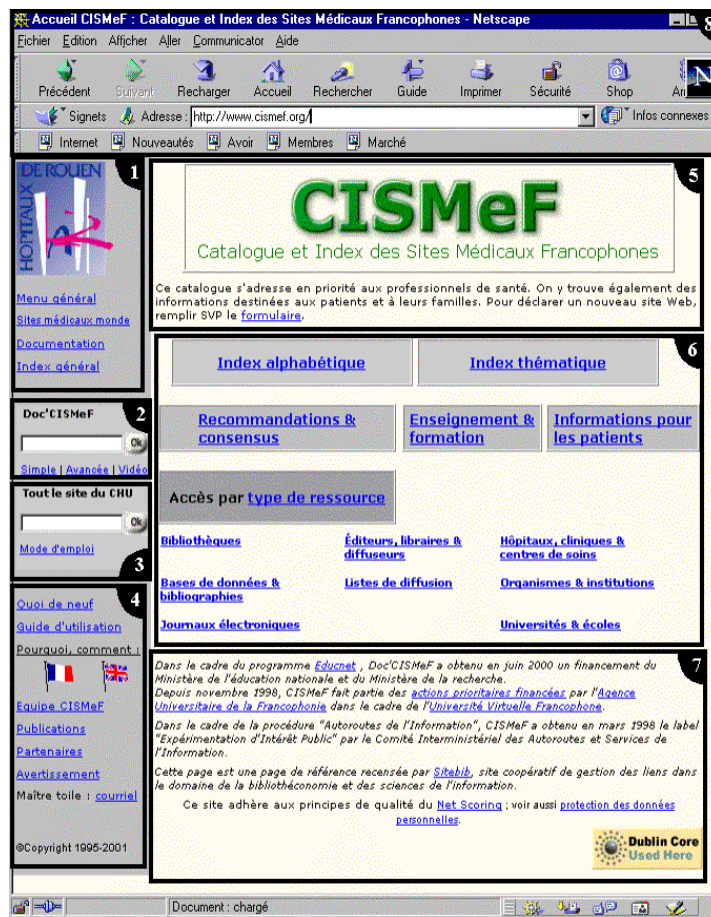 Accueil CISMeF : Catalogue et Index des Sites Médicaux Francophones - Netscape
8
Fichier Edition Afficher Aller Communicator Aide
Précédent Suivant Recharger Accueil Rechercher Guide Imprimer Sécurité Shop
N
Signets Adresse : http://www.cismef.org/ Infos connexes
Internet Nouveautés Avoir Membres Marché
1
HOPITAUX DE ROUEN
Menu général
Sites médicaux monde
Documentation
Index général
2
Doc'CISMeF
Ok
Simple | Avancée | Vidéo
Tout le site du CHU
Ok
Mode d'emploi
3
4
Quoi de neuf
Guide d'utilisation
Pourquoi, comment :
Equipe CISMeF
Publications
Partenaires
Avertissement
Maître toile : courriel
©Copyright 1995-2001
5
CISMeF
Catalogue et Index des Sites Médicaux Francophones
Ce catalogue s'adresse en priorité aux professionnels de santé. On y trouve également des
informations destinées aux patients et à leurs familles. Pour déclarer un nouveau site Web,
remplir SVP le formulaire.
6
Index alphabétique Index thématique
Recommandations &
consensus
Enseignement &
formation
Informations pour
les patients
Accès par type de ressource
Bibliothèques
Éditeurs, libraires &
diffuseurs
Hôpitaux, cliniques &
centres de soins
Bases de données &
bibliographies
Listes de diffusion
Organismes & institutions
Journaux électroniques
Universités & écoles
7
Dans le cadre du programme Educnet , Doc'CISMeF a obtenu en juin 2000 un financement du
Ministère de l'éducation nationale et du Ministère de la recherche.
Depuis novembre 1998, CISMeF fait partie des actions prioritaires financées par l'Agence
Universitaire de la Francophonie dans le cadre de l'Université Virtuelle Francophone.
Dans le cadre de la procédure "Autoroutes de l'Information", CISMeF a obtenu en mars 1998 le label
"Expérimentation d'Intérêt Public" par le Comité Interministériel des Autoroutes et Services de
l'Information.
Cette page est une page de référence recensée par Sitebib, site coopératif de gestion des liens dans
le domaine de la bibliothéconomie et des sciences de l'information.
Ce site adhère aux principes de qualité du Net Scoring ; voir aussi protection des données
personnelles.
Dublin Core
Used Here
Document : chargé